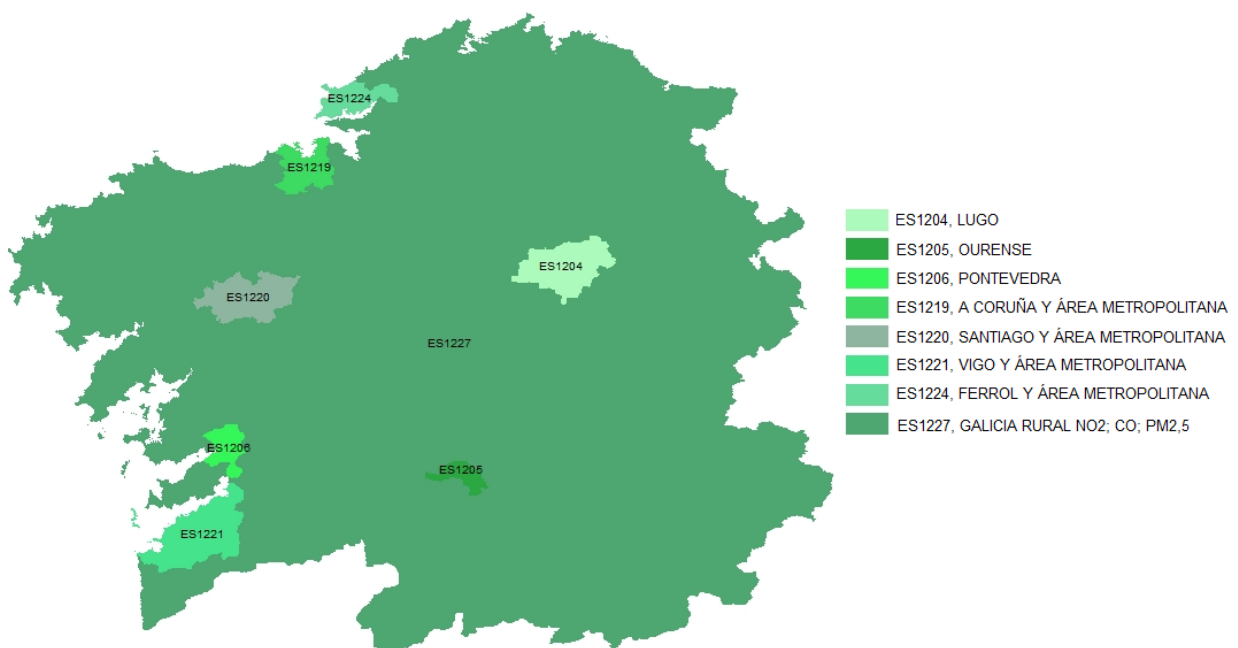 ES1224
ES1219
ES1204
ES1220
ES1227
ES1206
ES1205
ES1221
ES1204, LUGO
ES1205, OURENSE
ES1206, PONTEVEDRA
ES1219, A CORUÑA Y ÁREA METROPOLITANA
ES1220, SANTIAGO Y ÁREA METROPOLITANA
ES1221, VIGO Y ÁREA METROPOLITANA
ES1224, FERROL Y ÁREA METROPOLITANA
ES1227, GALICIA RURAL NO2; CO; PM2,5